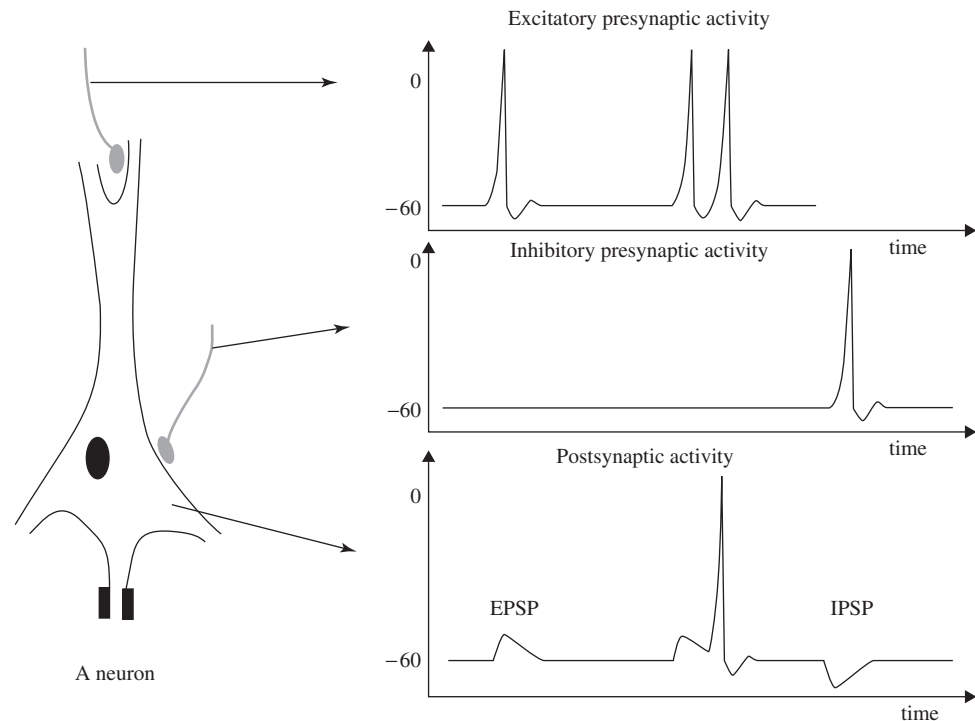 Excitatory presynaptic activity
0
−60
time
Inhibitory presynaptic activity
0
−60
time
Postsynaptic activity
0
EPSP
IPSP
−60
A neuron
time